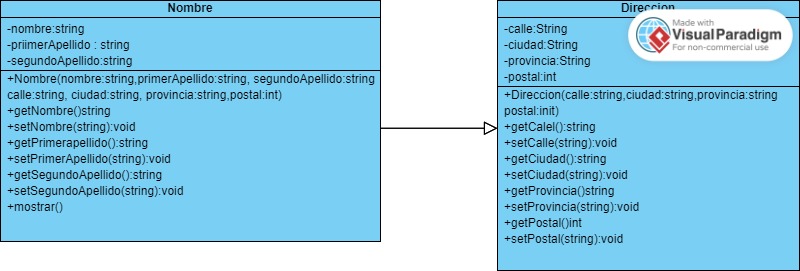 Nombre
-nombre:string
-priimerApellido : string
-segundoApellido:string
+Nombre(nombre:string,primerApellido:string, segundoApellido:string
calle:string, ciudad:string, provincia:string,postal:int)
+getNombre()string
+setNombre(string):void
+getPrimerapellido():string
+setPrimerApellido(string):void
+getSegundoApellido():string
+setSegundoApellido(string):void
+mostrar()
Direccion
-calle:String
-ciudad:String
-provincia:String
-postal:int
+Direccion(calle:string,ciudad:string,provincia:string
postal:init)
+getCalel():string
+setCalle(string):void
+getCiudad():string
+setCiudad(string):void
+getProvincia()string
+setProvincia(string):void
+getPostal()int
+setPostal(string):void
Made with
VisualParadigm
For non-commercial use